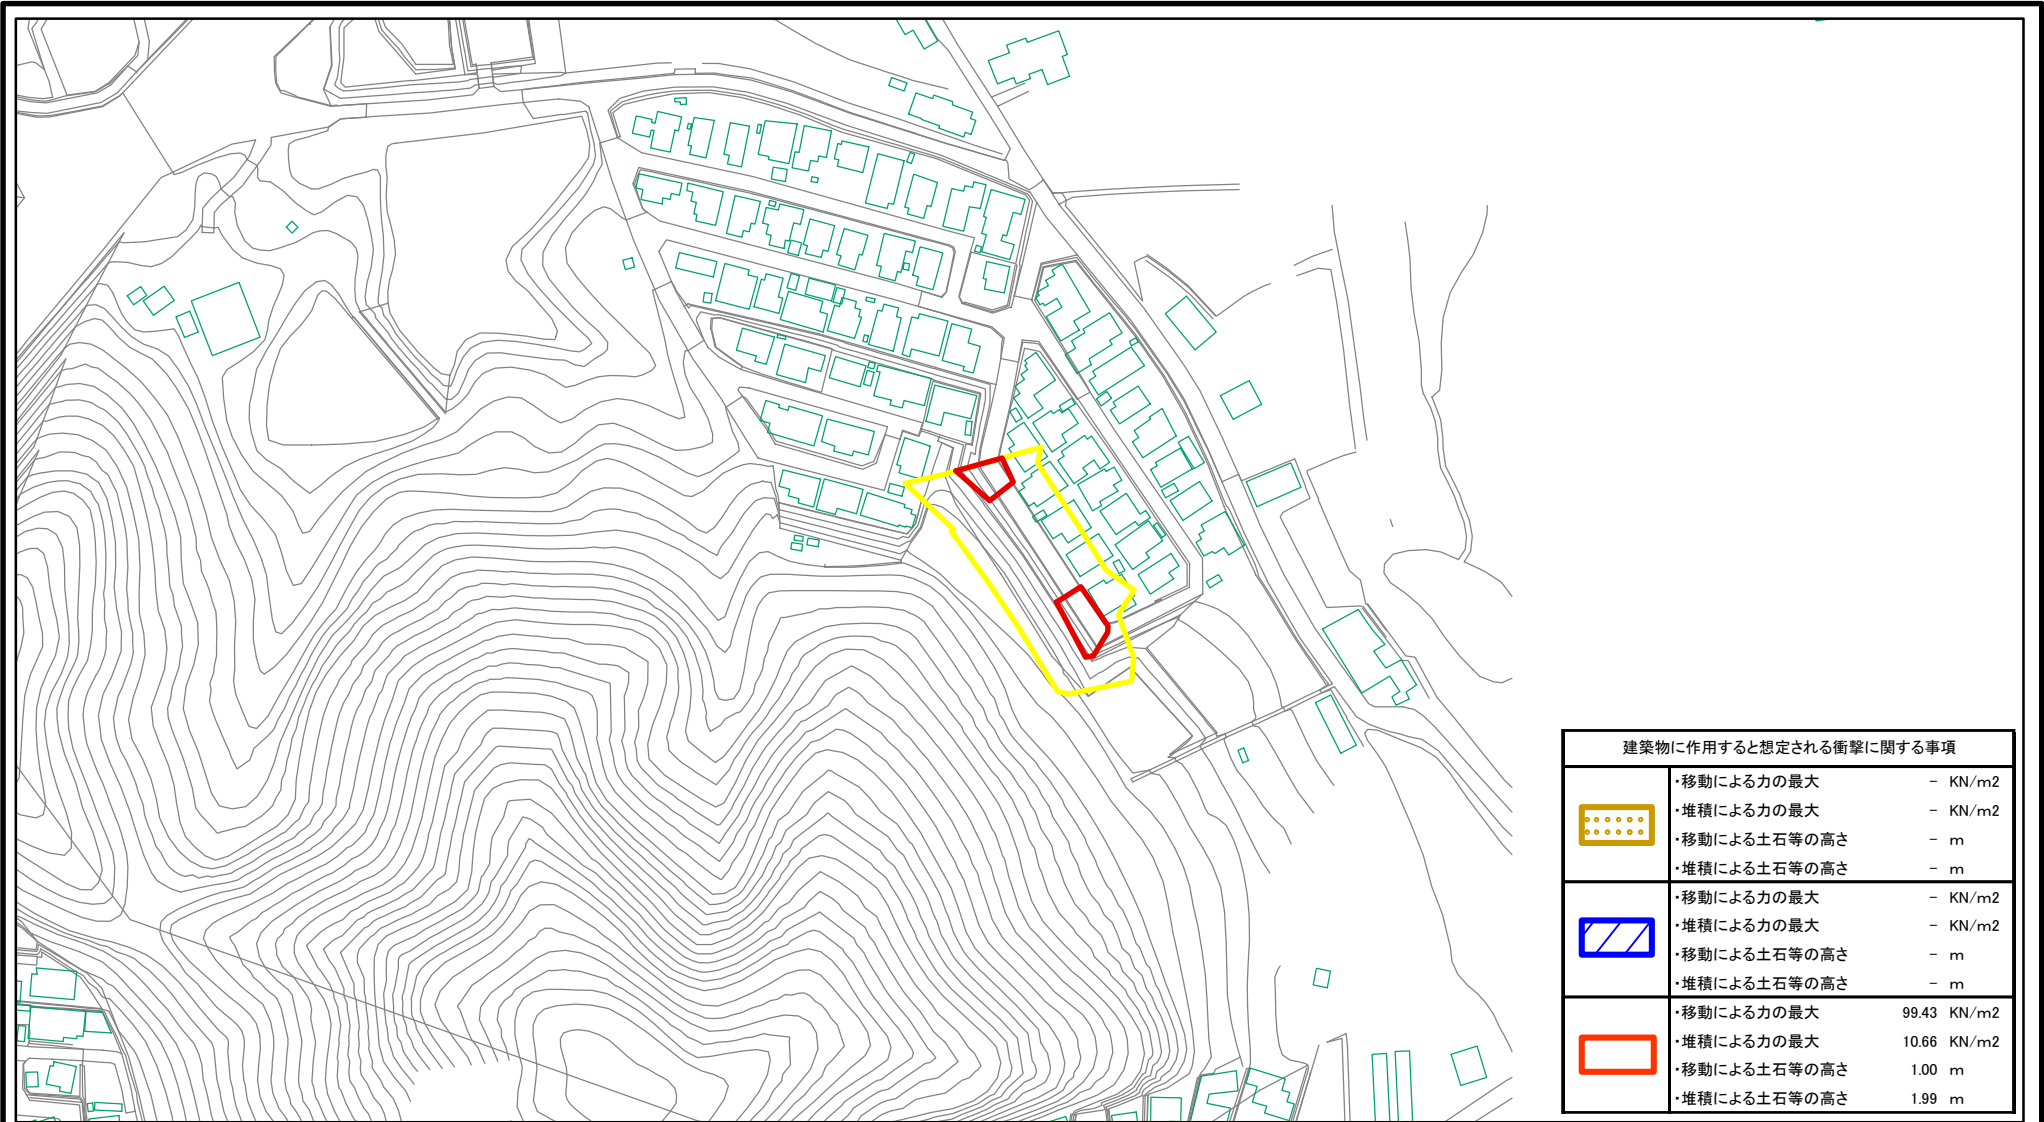 建築物に作用すると想定される衝撃に関する事項
・移動による力の最大 － KN/m2
・堆積による力の最大 － KN/m2
・移動による土石等の高さ － m
・堆積による土石等の高さ － m
・移動による力の最大 － KN/m2
・堆積による力の最大 － KN/m2
・移動による土石等の高さ － m
・堆積による土石等の高さ － m
・移動による力の最大 99.43 KN/m2
・堆積による力の最大 10.66 KN/m2
・移動による土石等の高さ 1.00 m
・堆積による土石等の高さ 1.99 m